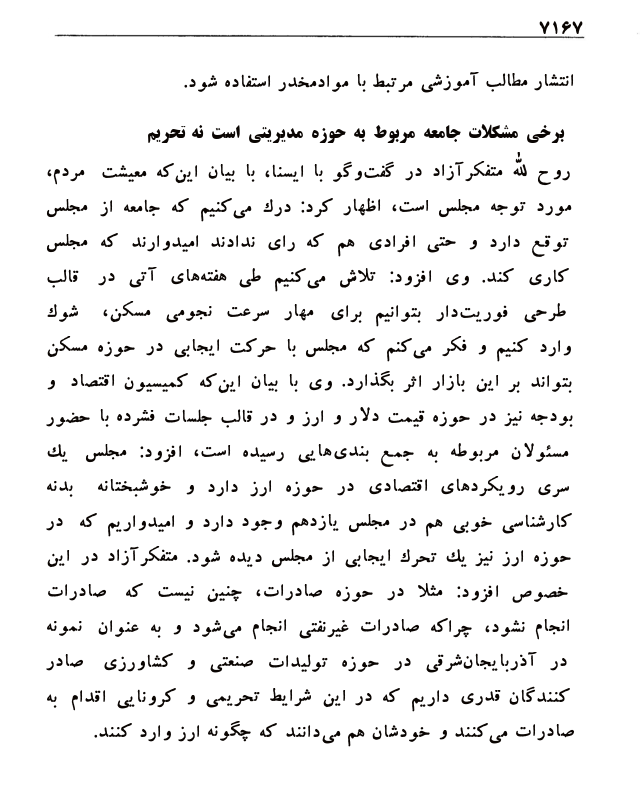 ۷۱۶۷
انتشار مطالب آموزشی مرتبط با موادمخدر استفاده شود.
برخی مشکلات جامعه مربوط به حوزه مدیریتی است نه تحریم
روح لله متفکرآزاد در گفت‌وگو با ایسنا، با بیان این‌که معیشت مردم،
مورد توجه مجلس است، اظهار کرد: درك می‌کنیم که جامعه از مجلس
توقع دارد و حتی افرادی هم که رای ندادند امیدوارند که مجلس
کاری کند. وی افزود: تلاش می‌کنیم طی هفته‌های آتی در قالب
طرحی فوریت‌دار بتوانیم برای مهار سرعت نجومی مسکن، شوك
وارد کنیم و فکر می‌کنم که مجلس با حرکت ایجابی در حوزه مسکن
بتواند بر این بازار اثر بگذارد. وی با بیان این‌که کمیسیون اقتصاد و
بودجه نیز در حوزه قیمت دلار و ارز و در قالب جلسات فشرده با حضور
مسئولان مربوطه به جمع بندی‌هایی رسیده است، افزود: مجلس یك
سری رویکردهای اقتصادی در حوزه ارز دارد و خوشبختانه بدنه
کارشناسی خوبی هم در مجلس یازدهم وجود دارد و امیدواریم که در
حوزه ارز نیز یك تحرك ایجابی از مجلس دیده شود. متفکرآزاد در این
خصوص افزود: مثلا در حوزه صادرات، چنین نیست که صادرات
انجام نشود، چراکه صادرات غیرنفتی انجام می‌شود و به عنوان نمونه
در آذربایجان‌شرقی در حوزه تولیدات صنعتی و کشاورزی صادر
کنندگان قدری داریم که در این شرایط تحریمی و کرونایی اقدام به
صادرات می‌کنند و خودشان هم می‌دانند که چگونه ارز وارد کنند.